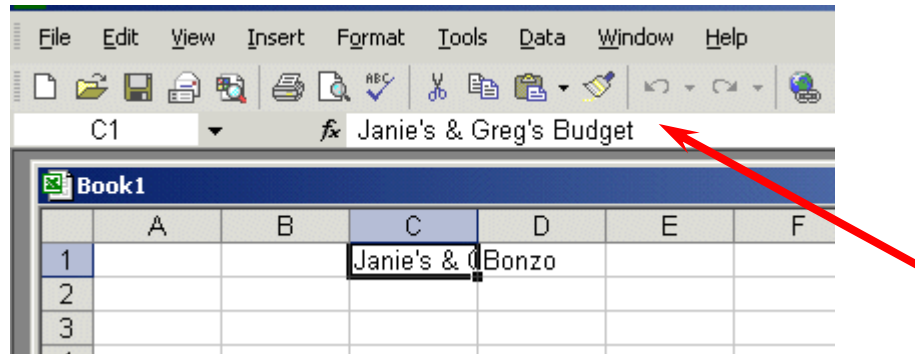 File Edit View Insert Format Tools Data Window Help
ABC
C1 fx Janie's & Greg's Budget
Book1
A B C D E F
1 Janie's & Bonzo
2
3